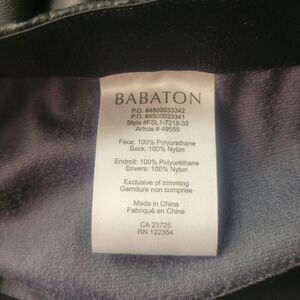 BABATON
P.O. #4500033342
P.O. #4500033341
Style #FSL1-7218-33
Article # 49559
Face: 100% Polyurethane
Back: 100% Nylon
Endroit: 100% Polyuréthane
Envers: 100% Nylon
Exclusive of trimming
Garniture non comprise
Made in China
Fabriqué en Chine
CA 23725
RN 122354